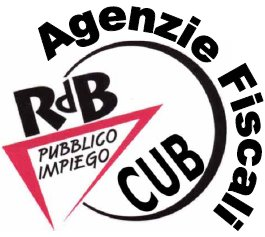 Agenzie Fiscali
RdB
PUBBLICO
IMPIEGO
CUB